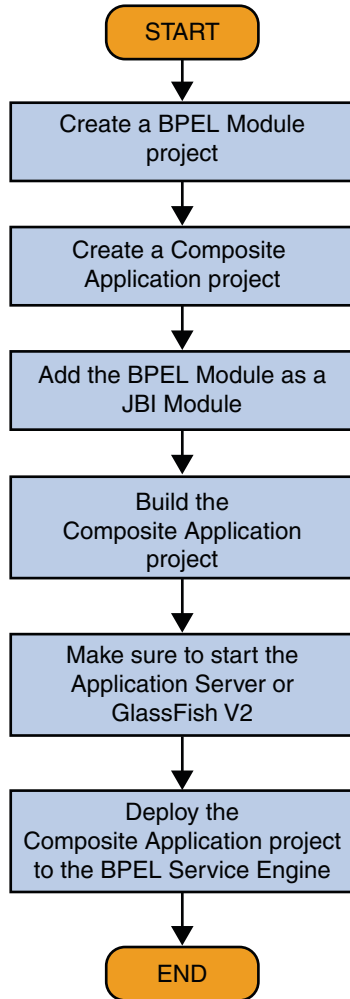 START
Create a BPEL Module
project
Create a Composite
Application project
Add the BPEL Module as a
JBI Module
Build the
Composite Application
project
Make sure to start the
Application Server or
GlassFish V2
Deploy the
Composite Application project
to the BPEL Service Engine
END